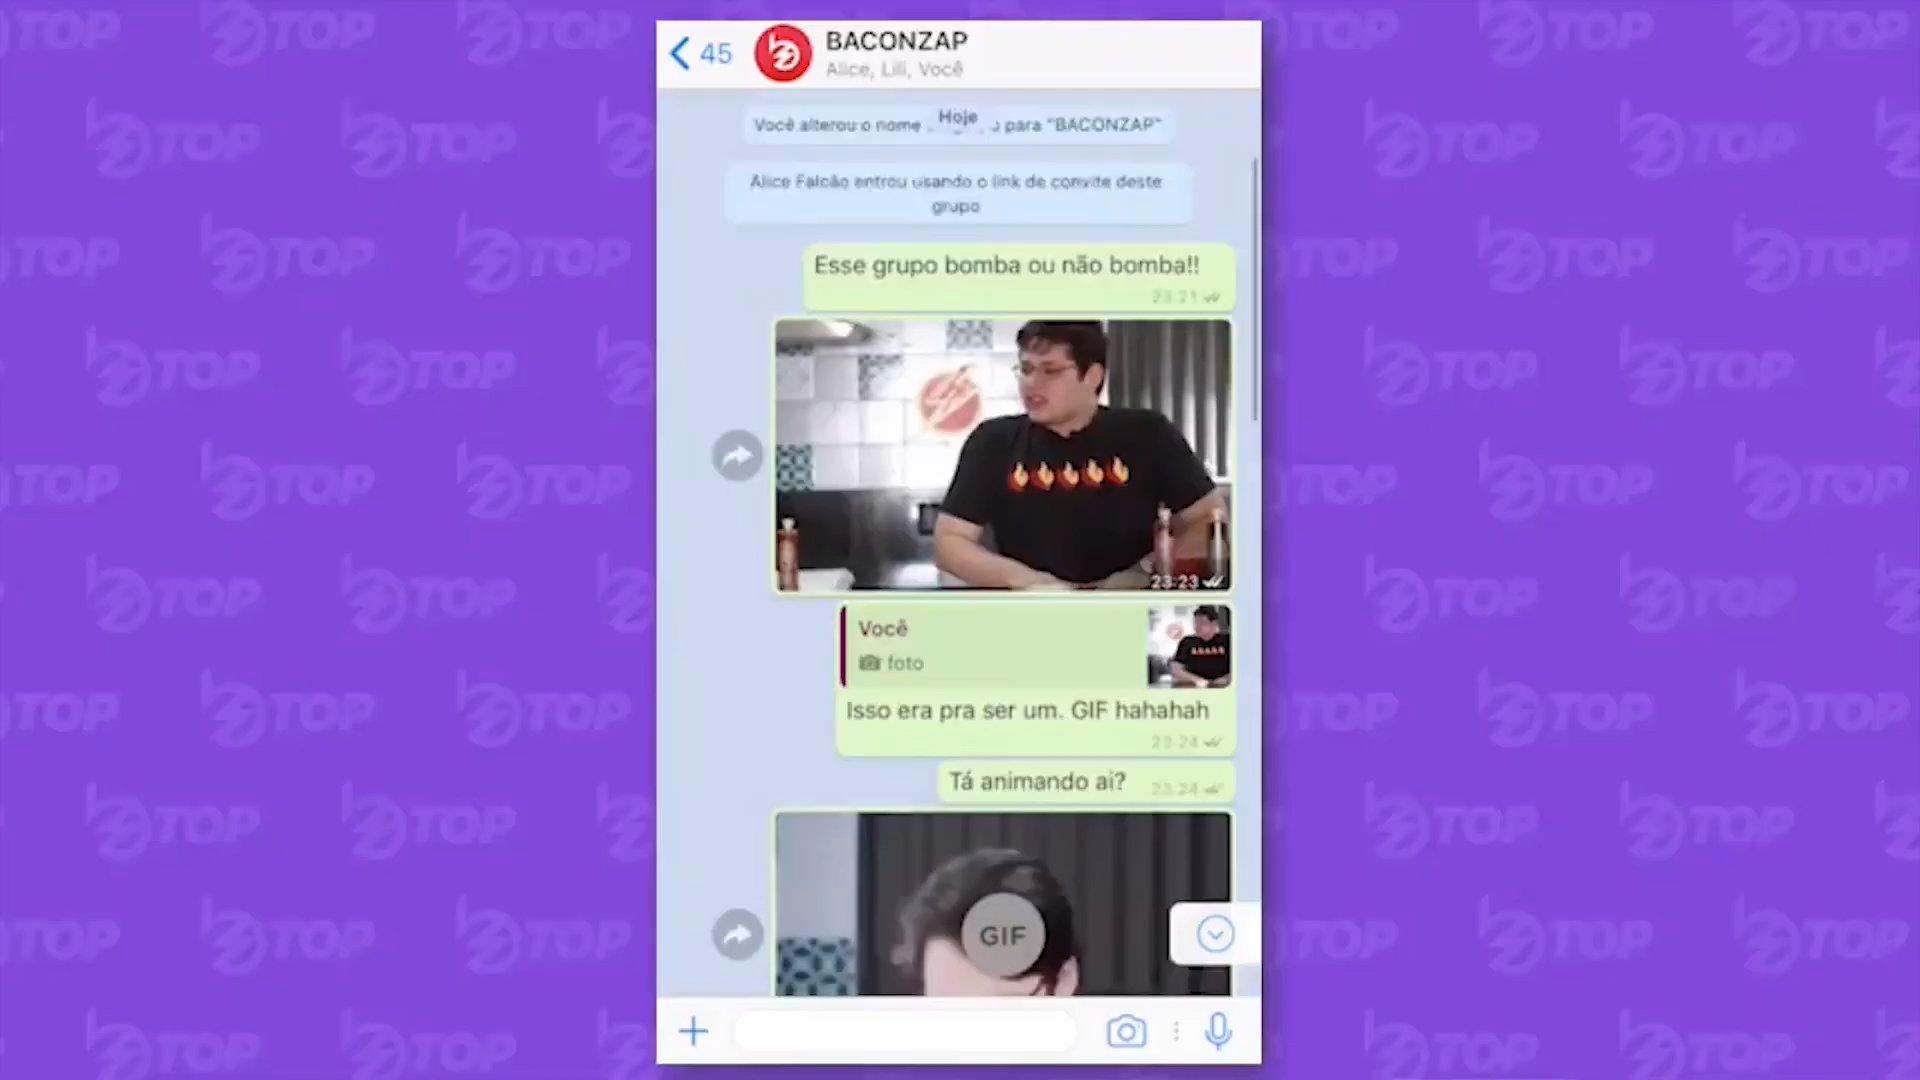 45
BACONZAP
Alice, Lili, Você
Hoje
Você alterou o nome para "BACONZAP"
Alice Falcão entrou usando o link de convite deste
grupo
Esse grupo bomba ou não bomba!!
23:21
23:23
Você
foto
Isso era pra ser um. GIF hahahah
23:24
Tá animando ai?
23:24
GIF
TOP